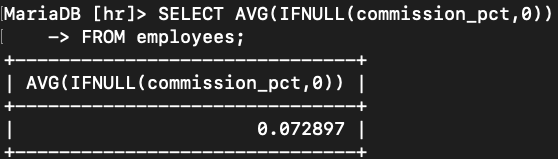 MariaDB [hr]> SELECT AVG(IFNULL(commission_pct,0))
    -> FROM employees;
+-------------------------------+
| AVG(IFNULL(commission_pct,0)) |
+-------------------------------+
|                      0.072897 |
+-------------------------------+